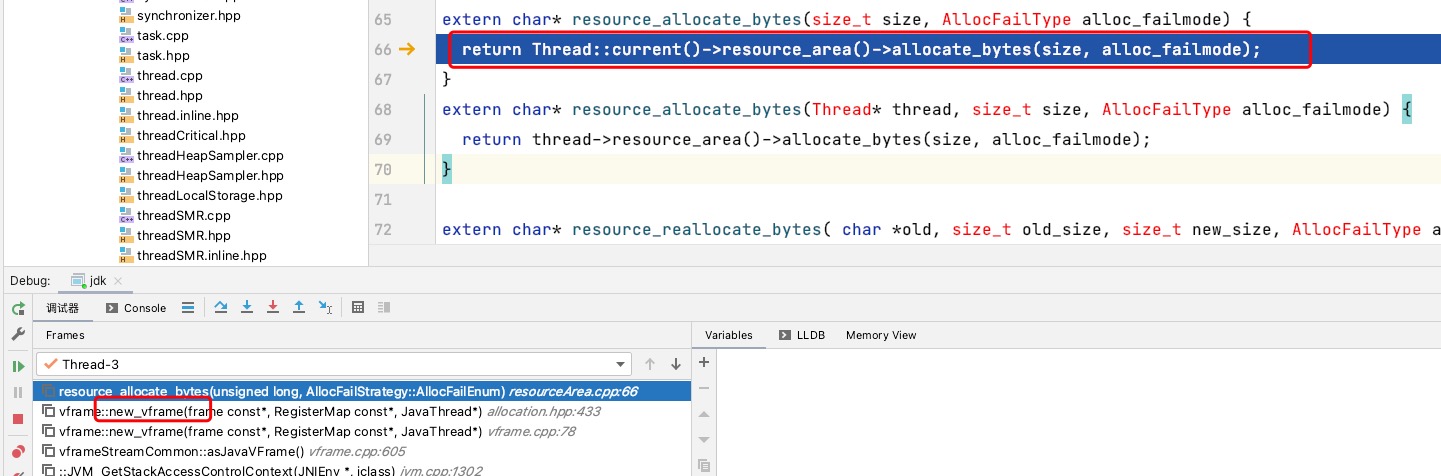 synchronizer.hpp
task.cpp
task.hpp
thread.cpp
thread.hpp
thread.inline.hpp
threadCritical.hpp
threadHeapSampler.cpp
threadHeapSampler.hpp
threadLocalStorage.hpp
threadSMR.cpp
threadSMR.hpp
threadSMR.inline.hpp
65 extern char* resource_allocate_bytes(size_t size, AllocFailType alloc_failmode) {
66 return Thread::current()->resource_area()->allocate_bytes(size, alloc_failmode);
67 }
68 extern char* resource_allocate_bytes(Thread* thread, size_t size, AllocFailType alloc_failmode) {
69 return thread->resource_area()->allocate_bytes(size, alloc_failmode);
70 }
71
72 extern char* resource_reallocate_bytes( char *old, size_t old_size, size_t new_size, AllocFailType a
Debug: jdk
调试器 Console
Frames
Thread-3
resource_allocate_bytes(unsigned long, AllocFailStrategy::AllocFailEnum) resourceArea.cpp:66
vframe::new_vframe(frame const*, RegisterMap const*, JavaThread*) allocation.hpp:433
vframe::new_vframe(frame const*, RegisterMap const*, JavaThread*) vframe.cpp:78
vframeStreamCommon::asJavaVFrame() vframe.cpp:605
::JVM_GetStackAccessControlContext(JNIEnv *, jclass) jvm.cpp:1302
Variables LLDB Memory View